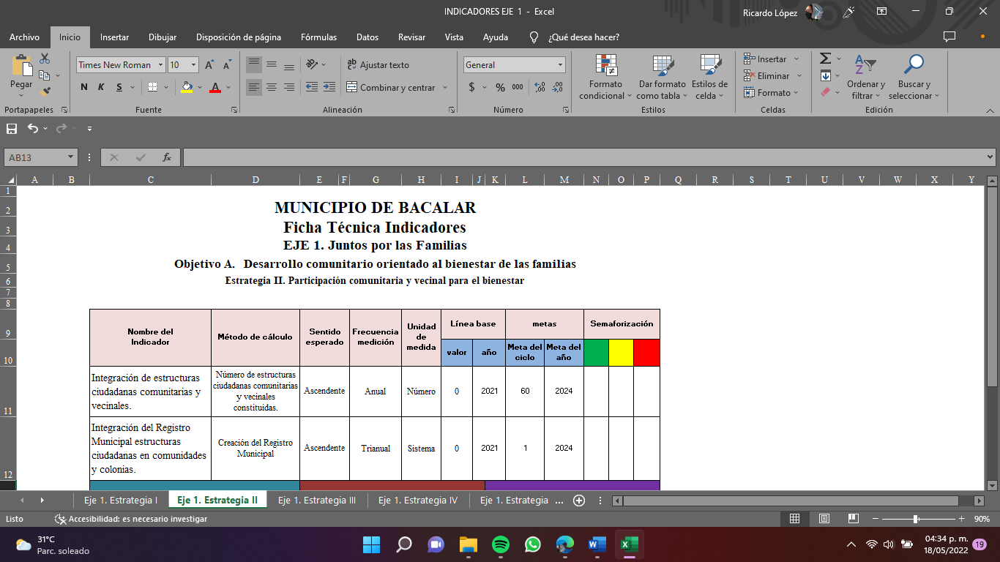 INDICADORES EJE 1 - Excel
Ricardo López
Archivo Inicio Insertar Dibujar Disposición de página Fórmulas Datos Revisar Vista Ayuda ¿Qué desea hacer?
Times New Roman 10
Ajustar texto
General
Insertar
Pegar
N K S
A
Combinar y centrar
$ % 000
Formato condicional
Dar formato como tabla
Estilos de celda
Eliminar
Formato
Ordenar y filtrar
Buscar y seleccionar
Portapapeles Fuente Alineación Número Estilos Celdas Edición
AB13
fx
A B C D E F G H I J K L M N O P Q R S T U V W X Y
1
2 MUNICIPIO DE BACALAR
3 Ficha Técnica Indicadores
4 EJE 1. Juntos por las Familias
5 Objetivo A. Desarrollo comunitario orientado al bienestar de las familias
6 Estrategia II. Participación comunitaria y vecinal para el bienestar
7
8
9
10
Nombre del
Indicador
Método de cálculo
Sentido
esperado
Frecuencia
medición
Unidad
de
medida
Línea base
metas
Semaforización
valor
año
Meta del
ciclo
Meta del
año
11
Integración de estructuras
ciudadanas comunitarias y
vecinales.
Número de estructuras
ciudadanas comunitarias
y vecinales
constituidas.
Ascendente
Anual
Número
0
2021
60
2024
12
Integración del Registro
Municipal estructuras
ciudadanas en comunidades
y colonias.
Creación del Registro
Municipal
Ascendente
Trianual
Sistema
0
2021
1
2024
Eje 1. Estrategia I Eje 1. Estrategia II Eje 1. Estrategia III Eje 1. Estrategia IV Eje 1. Estrategia ...
Listo Accesibilidad: es necesario investigar 90%
31°C
Parc. soleado
04:34 p. m.
18/05/2022
19